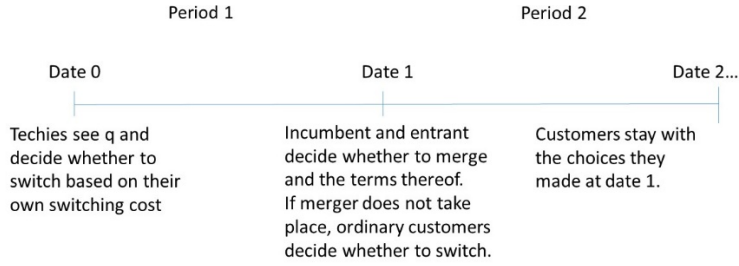 Period 1
Period 2
Date 0
Date 1
Date 2...
Techies see q and
decide whether to
switch based on their
own switching cost
Incumbent and entrant
decide whether to merge
and the terms thereof.
If merger does not take
place, ordinary customers
decide whether to switch.
Customers stay with
the choices they
made at date 1.